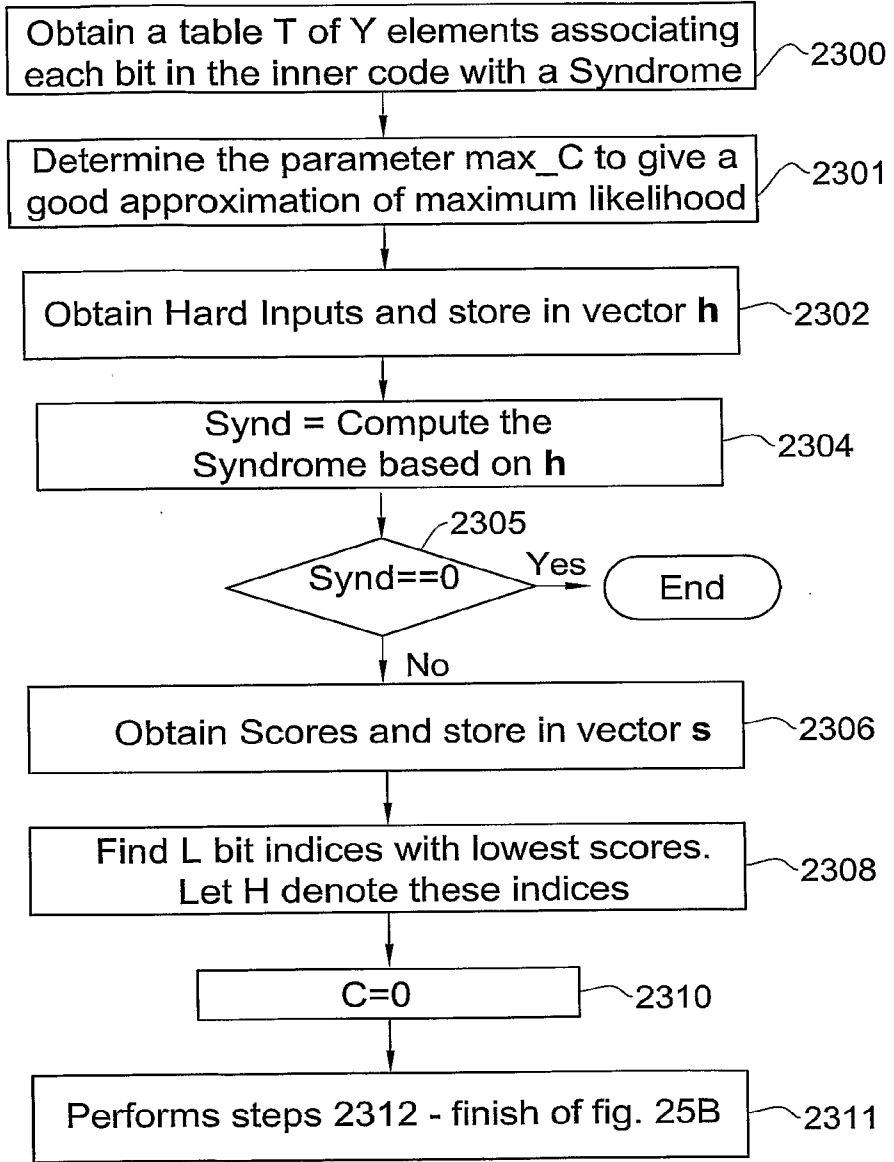 Obtain a table T of Y elements associating
each bit in the inner code with a Syndrome
2300
Determine the parameter max_C to give a
good approximation of maximum likelihood
2301
Obtain Hard Inputs and store in vector h
2302
Synd = Compute the
Syndrome based on h
2304
2305
Synd==0
Yes
End
No
Obtain Scores and store in vector s
2306
Find L bit indices with lowest scores.
Let H denote these indices
2308
C=0
2310
Performs steps 2312 - finish of fig. 25B
2311